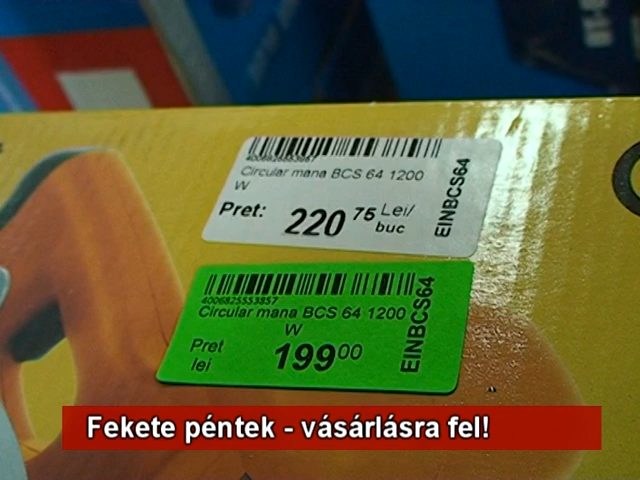 4006825553857
Circular mana BCS 64 1200
W
Pret: 220 75 Lei/
buc
EINBCS64
4006825553857
Circular mana BCS 64 1200
W
Pret
lei 199 00
EINBCS64
Fekete péntek - vásárlásra fel!